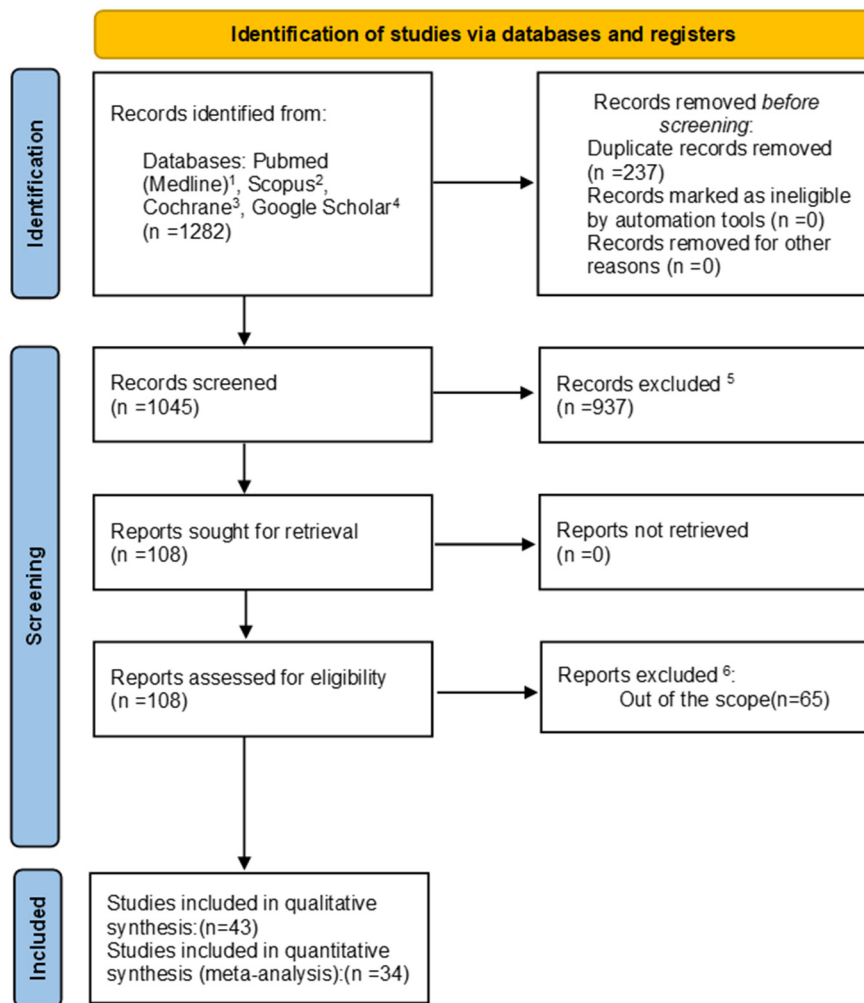 Identification of studies via databases and registers
Identification
Records identified from:
Databases: Pubmed
(Medline)¹, Scopus²,
Cochrane³, Google Scholar⁴
(n =1282)
Records removed before
screening:
Duplicate records removed
(n =237)
Records marked as ineligible
by automation tools (n =0)
Records removed for other
reasons (n =0)
Screening
Records screened
(n =1045)
Records excluded ⁵
(n =937)
Reports sought for retrieval
(n =108)
Reports not retrieved
(n =0)
Reports assessed for eligibility
(n =108)
Reports excluded ⁶:
Out of the scope(n=65)
Included
Studies included in qualitative
synthesis:(n=43)
Studies included in quantitative
synthesis (meta-analysis):(n =34)